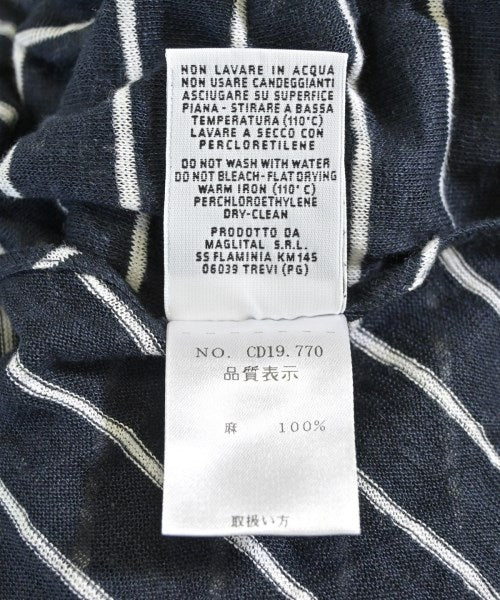 NON LAVARE IN ACQUA
NON USARE CANDEGGIANTI
ASCIUGARE SU SUPERFICE
PIANA - STIRARE A BASSA
TEMPERATURA (110°C)
LAVARE A SECCO CON
PERCLORETILENE
DO NOT WASH WITH WATER
DO NOT BLEACH-FLAT DRYING
WARM IRON (110°C)
PERCHLOROETHYLENE
DRY-CLEAN
PRODOTTO DA
MAGLITAL S.R.L.
SS FLAMINIA KM145
06039 TREVI (PG)
NO. CD19.770
品質表示
麻 100%
取扱い方